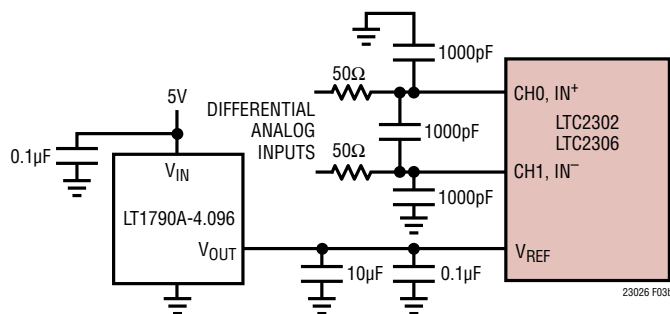 1000pF
50Ω
5V
DIFFERENTIAL
ANALOG
INPUTS
CH0, IN⁺
LTC2302
LTC2306
0.1µF
1000pF
50Ω
CH1, IN⁻
VIN
1000pF
LT1790A-4.096
VOUT
VREF
10µF
0.1µF
23026 F03b